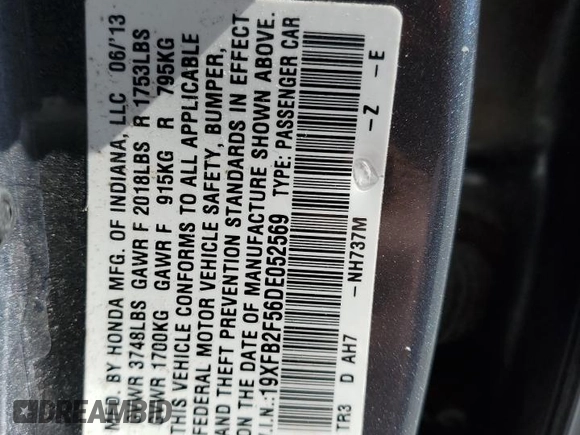 MFD BY HONDA MFG. OF INDIANA, LLC 06/'13
GVWR 3748LBS GAWR F 2018LBS R 1753LBS
GVWR 1700KG GAWR F 915KG R 795KG
THIS VEHICLE CONFORMS TO ALL APPLICABLE
FEDERAL MOTOR VEHICLE SAFETY, BUMPER,
AND THEFT PREVENTION STANDARDS IN EFFECT
ON THE DATE OF MANUFACTURE SHOWN ABOVE.
V.I.N.:19XFB2F56DE052569 TYPE: PASSENGER CAR
TR3 D AH7 -NH737M -Z -E
DREAMBID